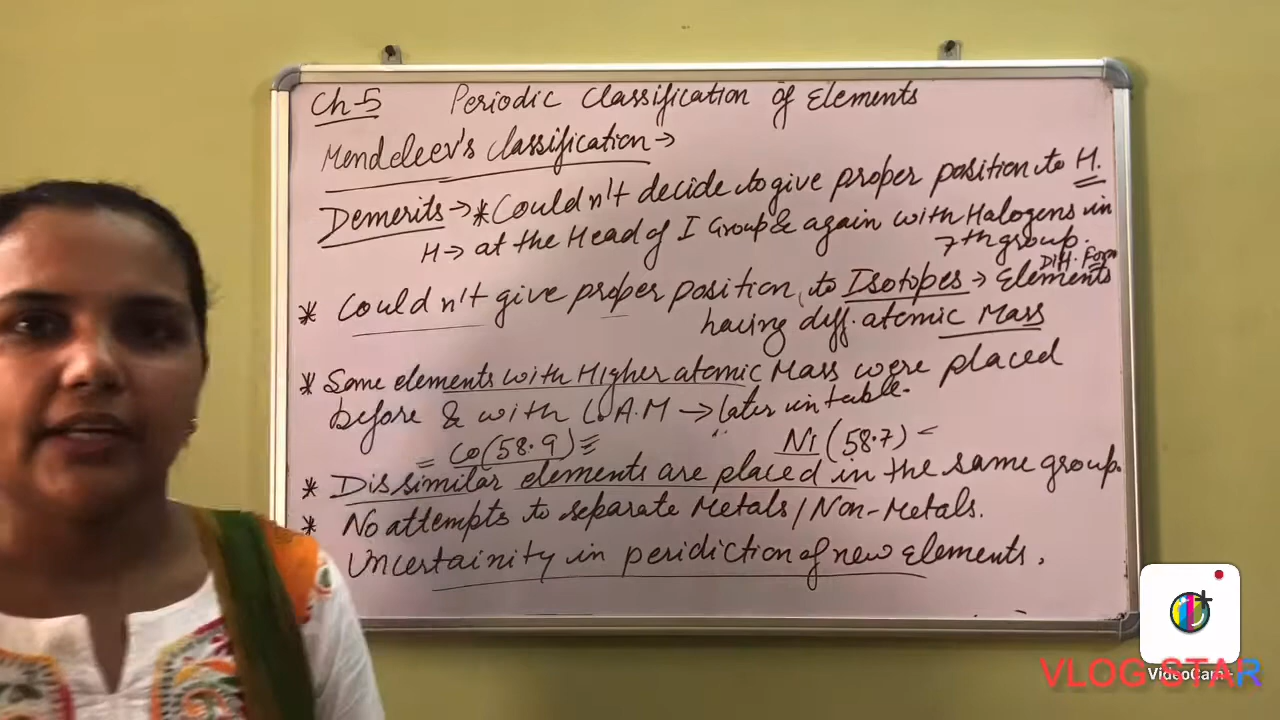 Ch-5 Periodic Classification of Elements
Mendeleev's Classification →
Demerits → * Couldn't decide to give proper position to H.
H → at the Head of I Group & again with Halogens in
7th group.
* Couldn't give proper position to Isotopes → Elements
Diff. Form
having diff. atomic Mass
* Some elements with Higher atomic Mass were placed
before & with L.A.M → later in table.
= Co(58.9) = Ni (58.7) =
* Dissimilar elements are placed in the same group.
* No attempts to separate Metals/Non-Metals.
Uncertainity in peridiction of new elements.
VLOG STAR
VideoCam+